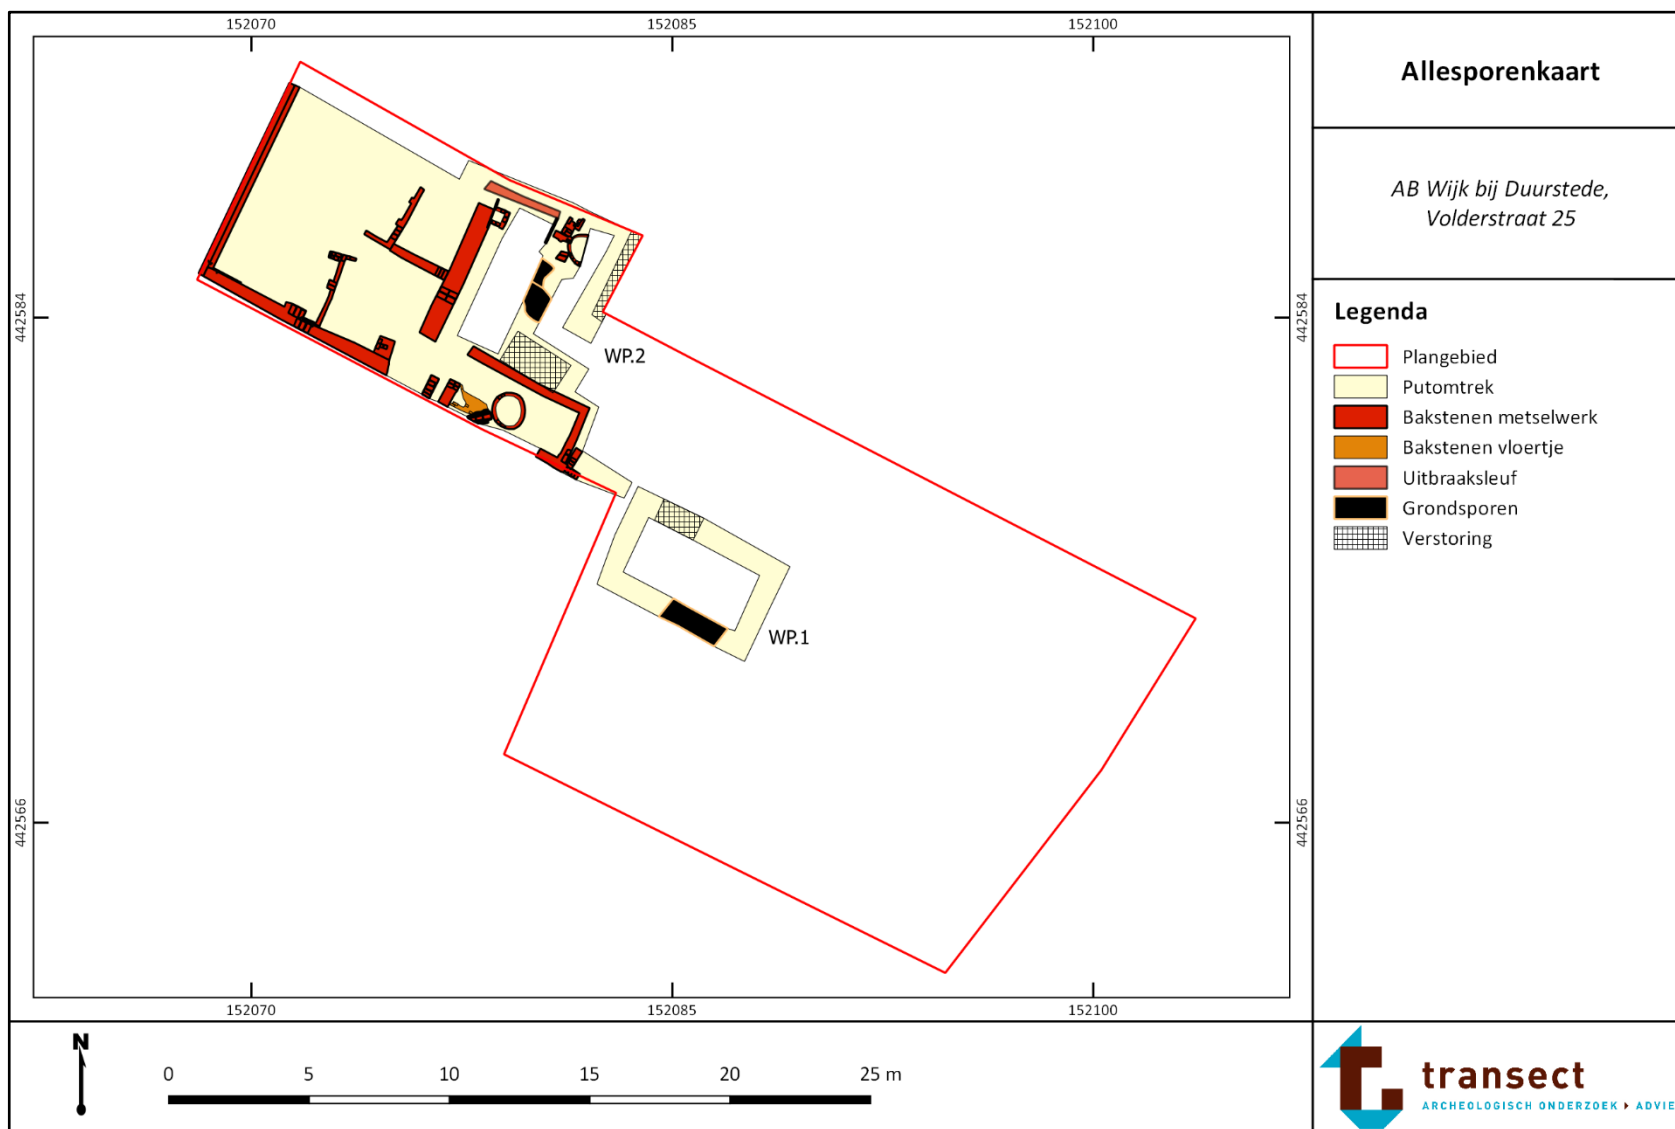 152070 152085 152100
442584 442584
WP.2
WP.1
442566 442566
152070 152085 152100
N
0 5 10 15 20 25 m
Allesporenkaart
AB Wijk bij Duurstede,
Volderstraat 25
Legenda
Plangebied
Putomtrek
Bakstenen metselwerk
Bakstenen vloertje
Uitbraaksleuf
Grondsporen
Verstoring
transect
ARCHEOLOGISCH ONDERZOEK ADVIE